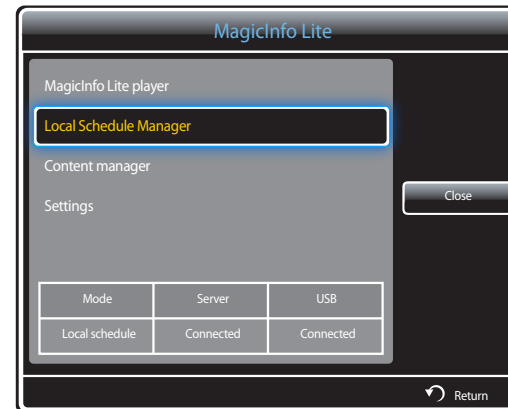 MagicInfo Lite
MagicInfo Lite player
Local Schedule Manager
Content manager
Settings
Close
Mode Server USB
Local schedule Connected Connected
Return